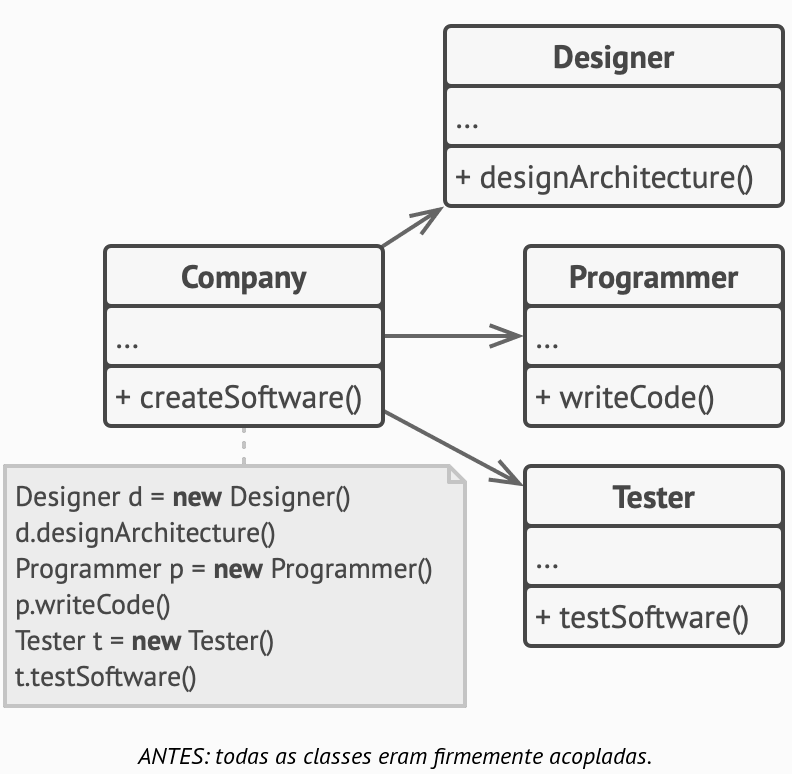 Designer
...
+ designArchitecture()
Company
...
+ createSoftware()
Programmer
...
+ writeCode()
Tester
...
+ testSoftware()
Designer d = new Designer()
d.designArchitecture()
Programmer p = new Programmer()
p.writeCode()
Tester t = new Tester()
t.testSoftware()
ANTES: todas as classes eram firmemente acopladas.